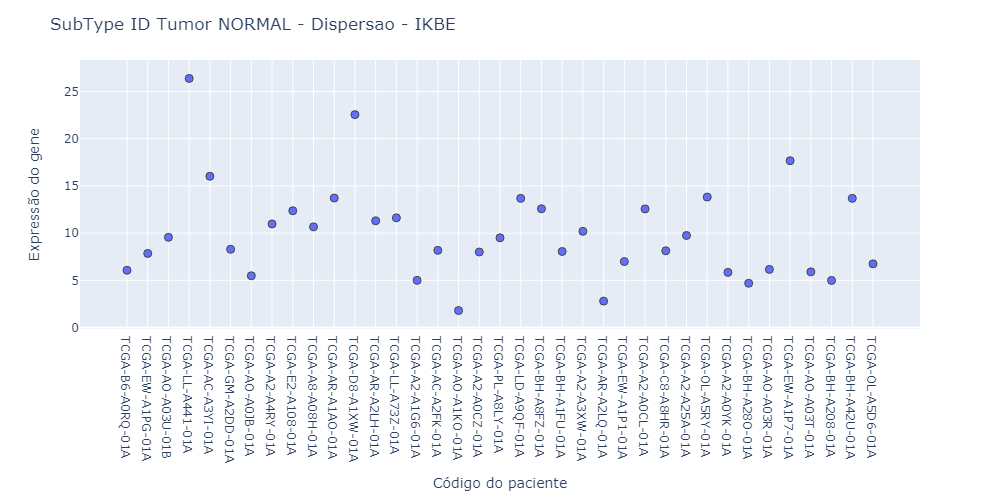 SubType ID Tumor NORMAL - Dispersao - IKBE
Expressão do gene
25
20
15
10
5
0
TCGA-B6-A0RQ-01A
TCGA-EW-A1PG-01A
TCGA-AO-A03U-01B
TCGA-LL-A441-01A
TCGA-AC-A3YI-01A
TCGA-GM-A2DD-01A
TCGA-AO-A0JB-01A
TCGA-A2-A4RY-01A
TCGA-E2-A108-01A
TCGA-A8-A08H-01A
TCGA-AR-A1AO-01A
TCGA-D8-A1XW-01A
TCGA-AR-A2LH-01A
TCGA-LL-A73Z-01A
TCGA-A2-A1G6-01A
TCGA-AC-A2FK-01A
TCGA-AQ-A1KO-01A
TCGA-A2-A0CZ-01A
TCGA-PL-A8LY-01A
TCGA-LD-A9QF-01A
TCGA-BH-A8FZ-01A
TCGA-BH-A1FU-01A
TCGA-A2-A3XW-01A
TCGA-AR-A2LQ-01A
TCGA-EW-A1P1-01A
TCGA-A2-A0CL-01A
TCGA-C8-A8HR-01A
TCGA-A2-A25A-01A
TCGA-OL-A5RY-01A
TCGA-A2-A0YK-01A
TCGA-BH-A28O-01A
TCGA-AO-A03R-01A
TCGA-EW-A1P7-01A
TCGA-AO-A03T-01A
TCGA-BH-A208-01A
TCGA-BH-A42U-01A
TCGA-OL-A5D6-01A
Código do paciente